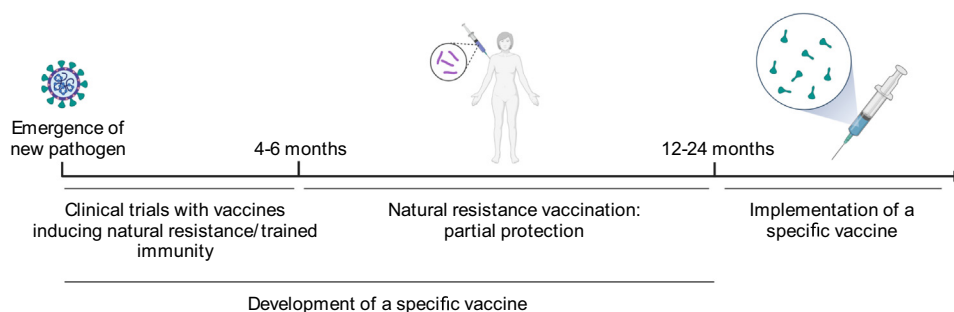 Emergence of
new pathogen
4-6 months
12-24 months
Clinical trials with vaccines
inducing natural resistance/trained
immunity
Natural resistance vaccination:
partial protection
Implementation of a
specific vaccine
Development of a specific vaccine